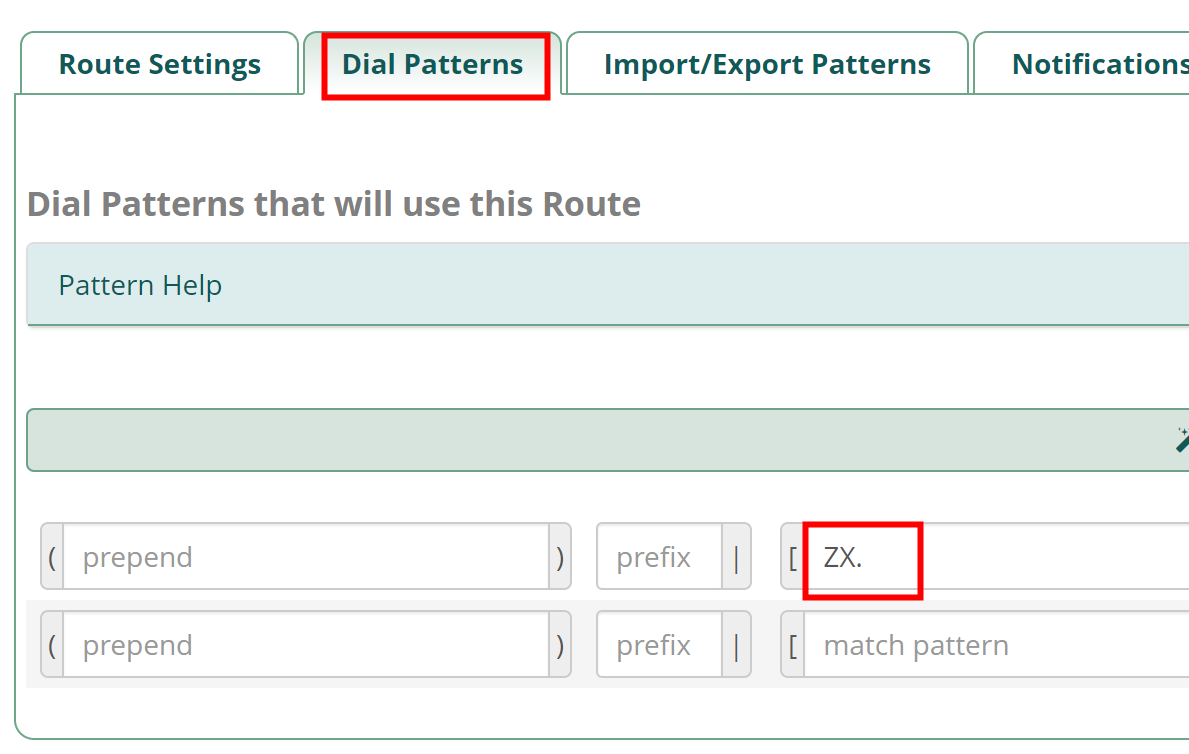 Route Settings Dial Patterns Import/Export Patterns Notifications
Dial Patterns that will use this Route
Pattern Help
( prepend ) prefix | [ ZX.
( prepend ) prefix | [ match pattern